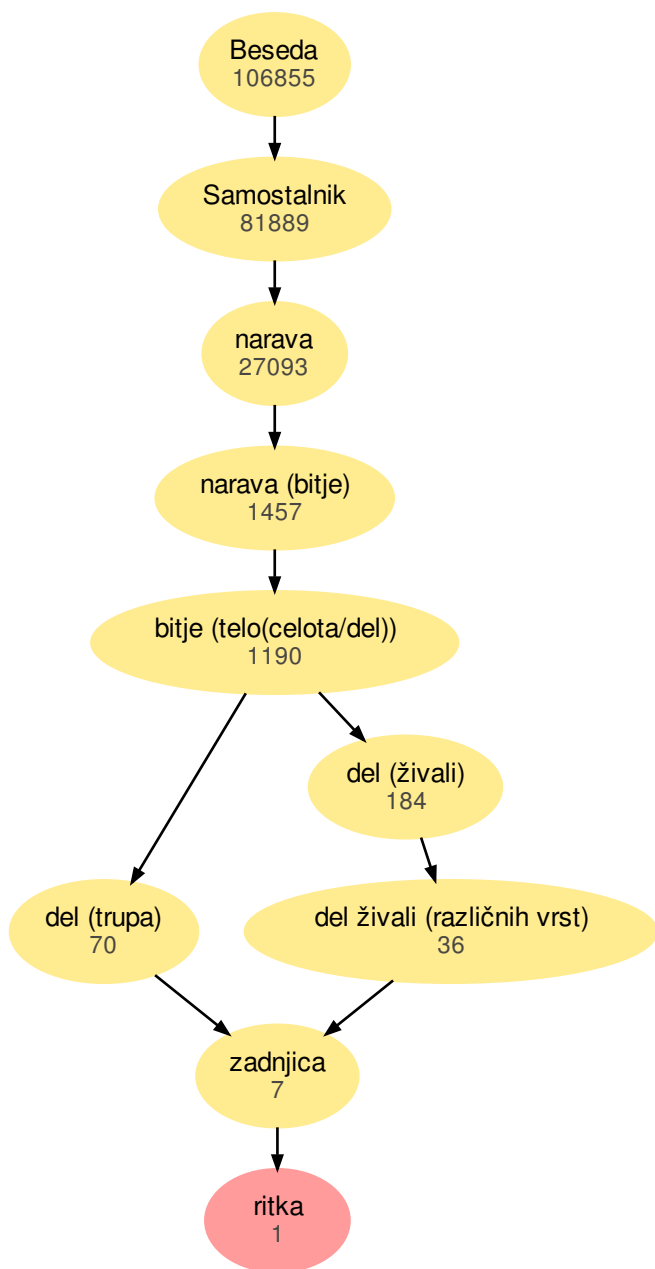 Beseda
106855
Samostalnik
81889
narava
27093
narava (bitje)
1457
bitje (telo(celota/del))
1190
del (živali)
184
del (trupa)
70
del živali (različnih vrst)
36
zadnjica
7
ritka
1